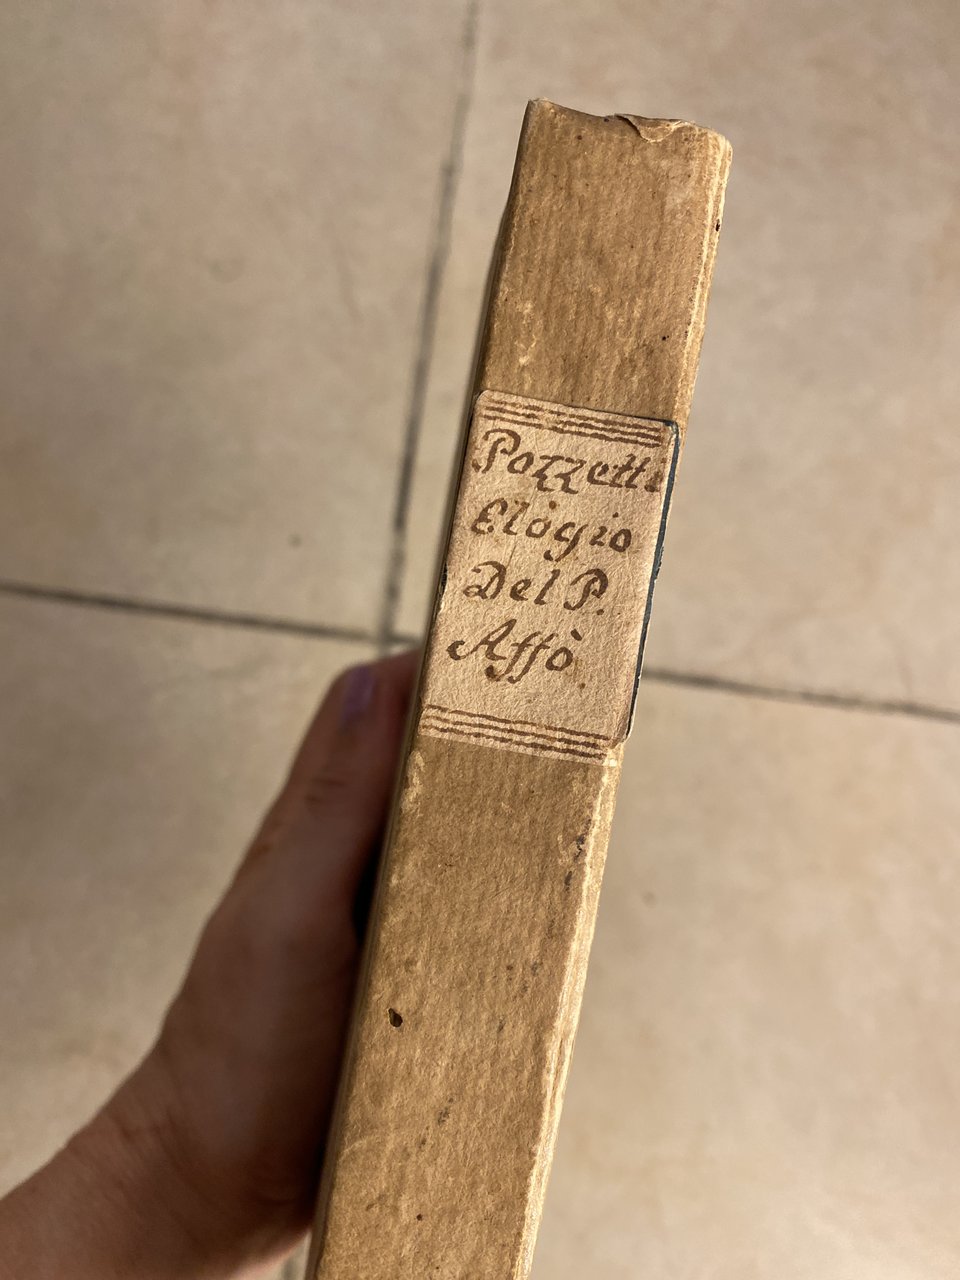 Pozzetti
Elogio
Del P.
Affò.